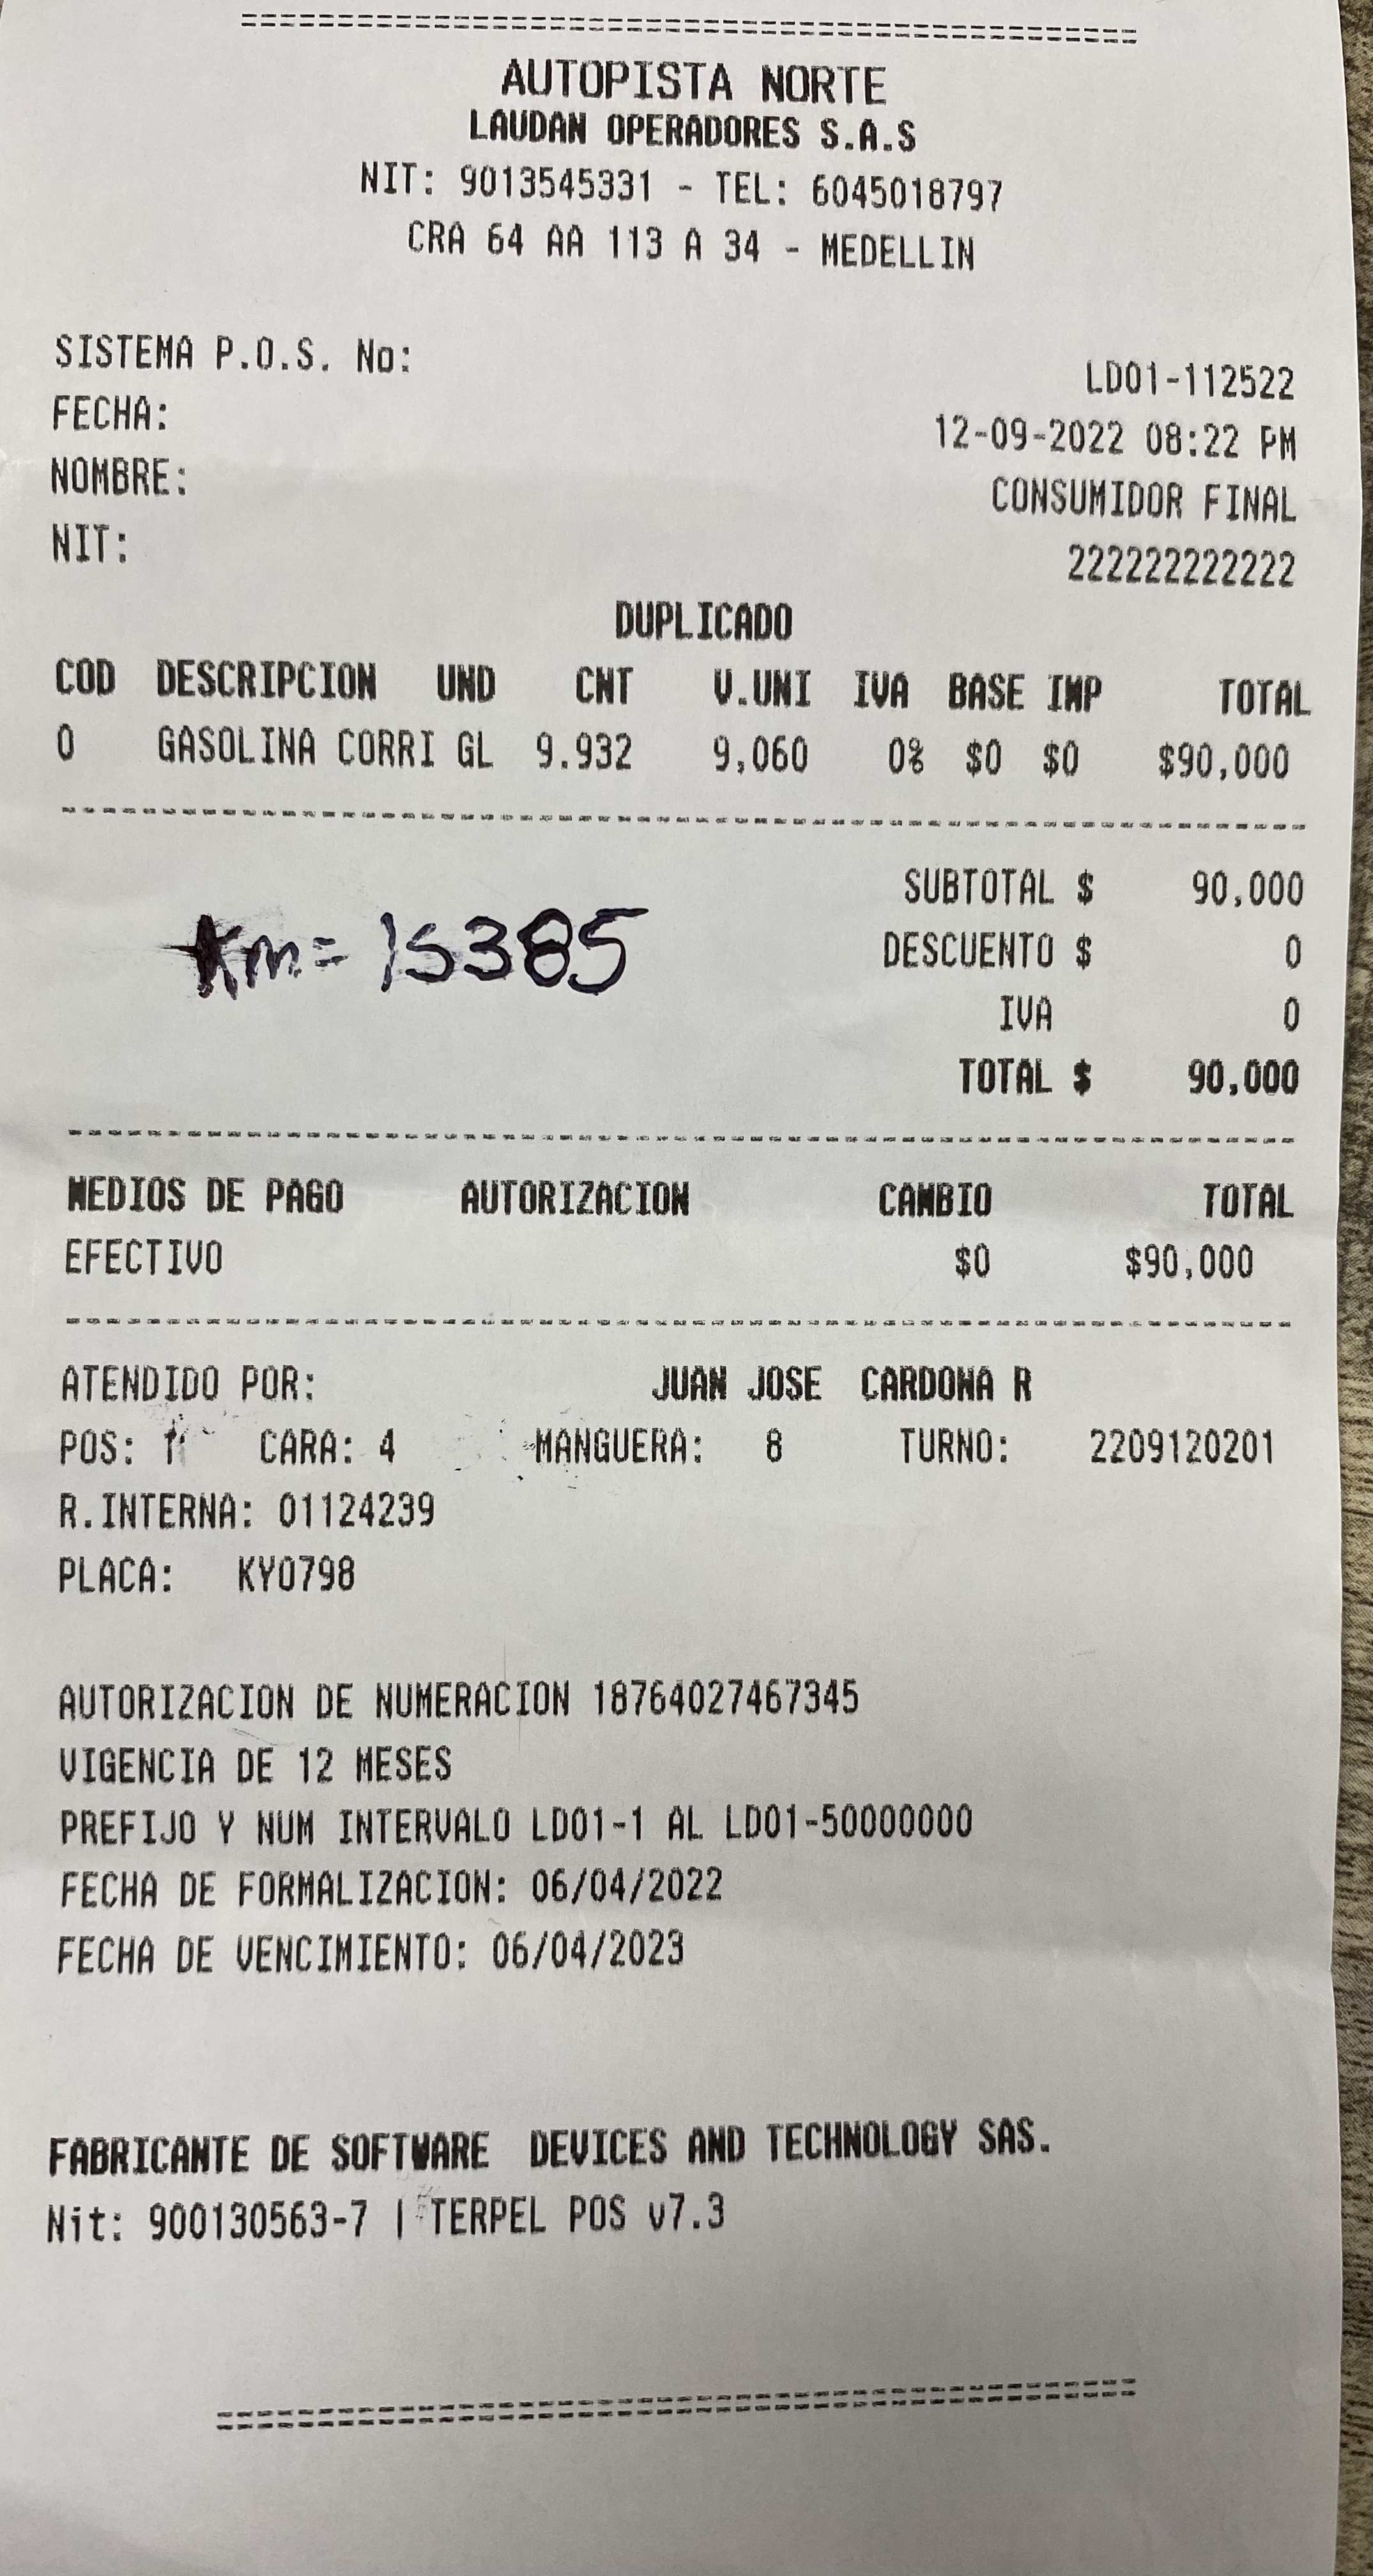 ==============================================
AUTOPISTA NORTE
LAUDAN OPERADORES S.A.S
NIT: 9013545331 - TEL: 6045018797
CRA 64 AA 113 A 34 - MEDELLIN
SISTEMA P.O.S. No: LD01-112522
FECHA: 12-09-2022 08:22 PM
NOMBRE: CONSUMIDOR FINAL
NIT: 222222222222
DUPLICADO
COD DESCRIPCION UND CNT V.UNI IVA BASE IMP TOTAL
0 GASOLINA CORRI GL 9.932 9,060 0% $0 $0 $90,000
SUBTOTAL $ 90,000
Km= 15385
DESCUENTO $ 0
IVA 0
TOTAL $ 90,000
MEDIOS DE PAGO AUTORIZACION CAMBIO TOTAL
EFECTIVO $0 $90,000
ATENDIDO POR: JUAN JOSE CARDONA R
POS: 1 CARA: 4 MANGUERA: 8 TURNO: 2209120201
R.INTERNA: 01124239
PLACA: KYO798
AUTORIZACION DE NUMERACION 18764027467345
VIGENCIA DE 12 MESES
PREFIJO Y NUM INTERVALO LD01-1 AL LD01-50000000
FECHA DE FORMALIZACION: 06/04/2022
FECHA DE VENCIMIENTO: 06/04/2023
FABRICANTE DE SOFTWARE DEVICES AND TECHNOLOGY SAS.
Nit: 900130563-7 | TERPEL POS v7.3
==============================================